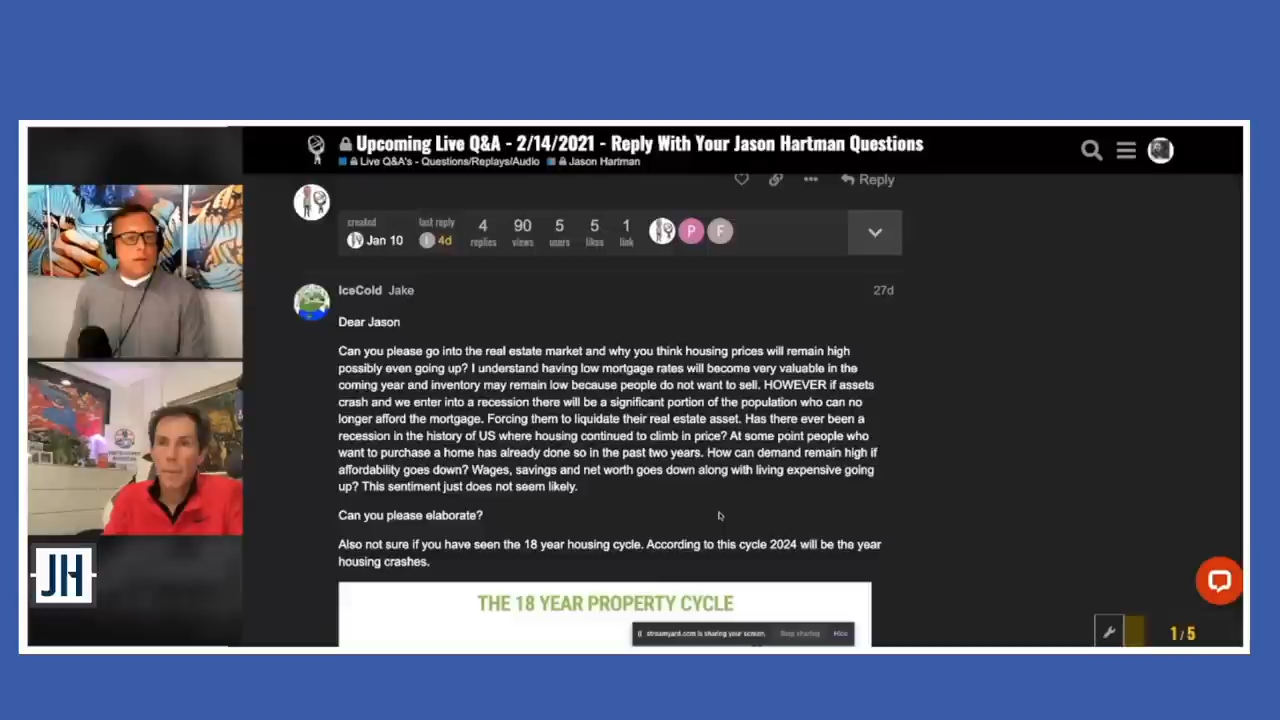 Upcoming Live Q&A - 2/14/2021 - Reply With Your Jason Hartman Questions
Live Q&A's - Questions/Replays/Audio Jason Hartman
Reply
created last reply 4 90 5 5 1
Jan 10 4d replies views users likes link P F
IceCold Jake 27d
Dear Jason
Can you please go into the real estate market and why you think housing prices will remain high
possibly even going up? I understand having low mortgage rates will become very valuable in the
coming year and inventory may remain low because people do not want to sell. HOWEVER if assets
crash and we enter into a recession there will be a significant portion of the population who can no
longer afford the mortgage. Forcing them to liquidate their real estate asset. Has there ever been a
recession in the history of US where housing continued to climb in price? At some point people who
want to purchase a home has already done so in the past two years. How can demand remain high if
affordability goes down? Wages, savings and net worth goes down along with living expensive going
up? This sentiment just does not seem likely.
Can you please elaborate?
Also not sure if you have seen the 18 year housing cycle. According to this cycle 2024 will be the year
housing crashes.
THE 18 YEAR PROPERTY CYCLE
streamyard.com is sharing your screen. Stop sharing Hide
JH
1/5